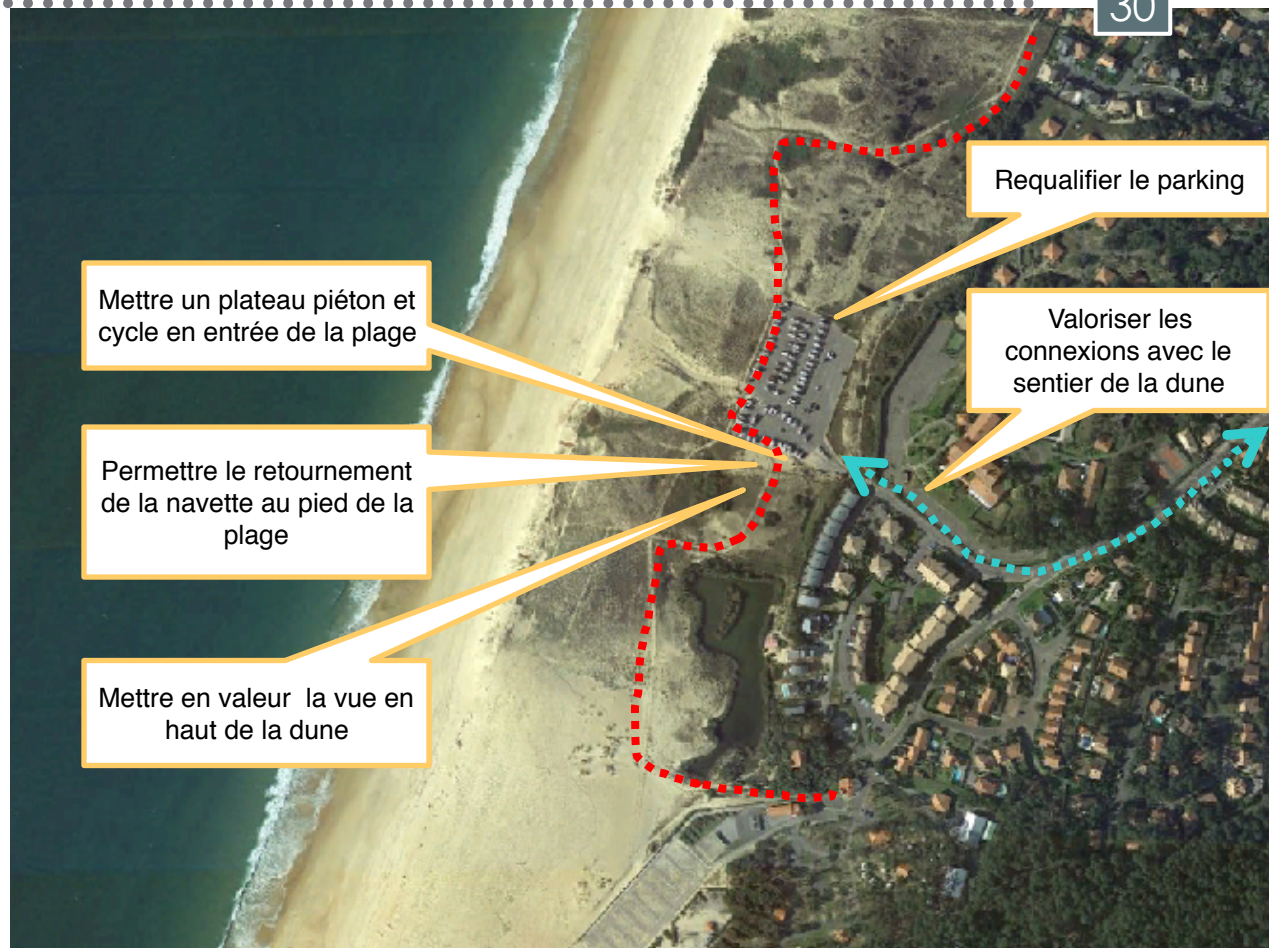 30
Requalifier le parking
Mettre un plateau piéton et
cycle en entrée de la plage
Valoriser les
connexions avec le
sentier de la dune
Permettre le retournement
de la navette au pied de la
plage
Mettre en valeur la vue en
haut de la dune